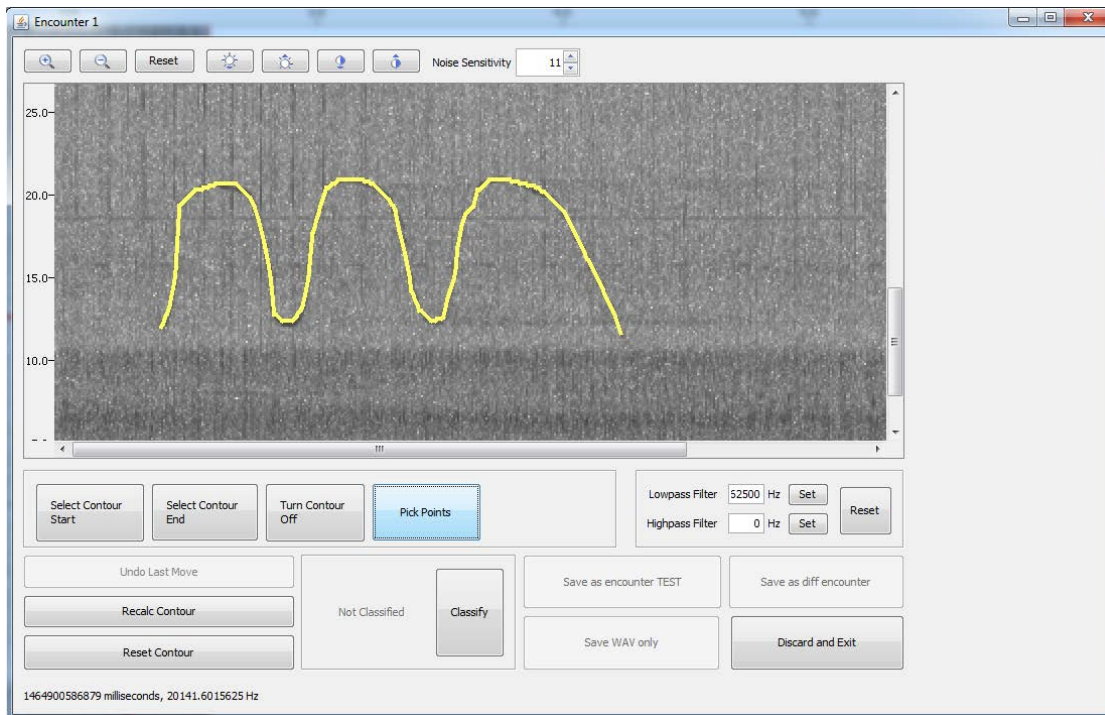 Encounter 1
Reset
Noise Sensitivity 11
25.0
20.0
15.0
10.0
Select Contour
Start
Select Contour
End
Turn Contour
Off
Pick Points
Lowpass Filter 52500 Hz Set
Highpass Filter 0 Hz Set
Reset
Undo Last Move
Recalc Contour
Reset Contour
Not Classified
Classify
Save as encounter TEST
Save as diff encounter
Save WAV only
Discard and Exit
1464900586879 milliseconds, 20141.6015625 Hz